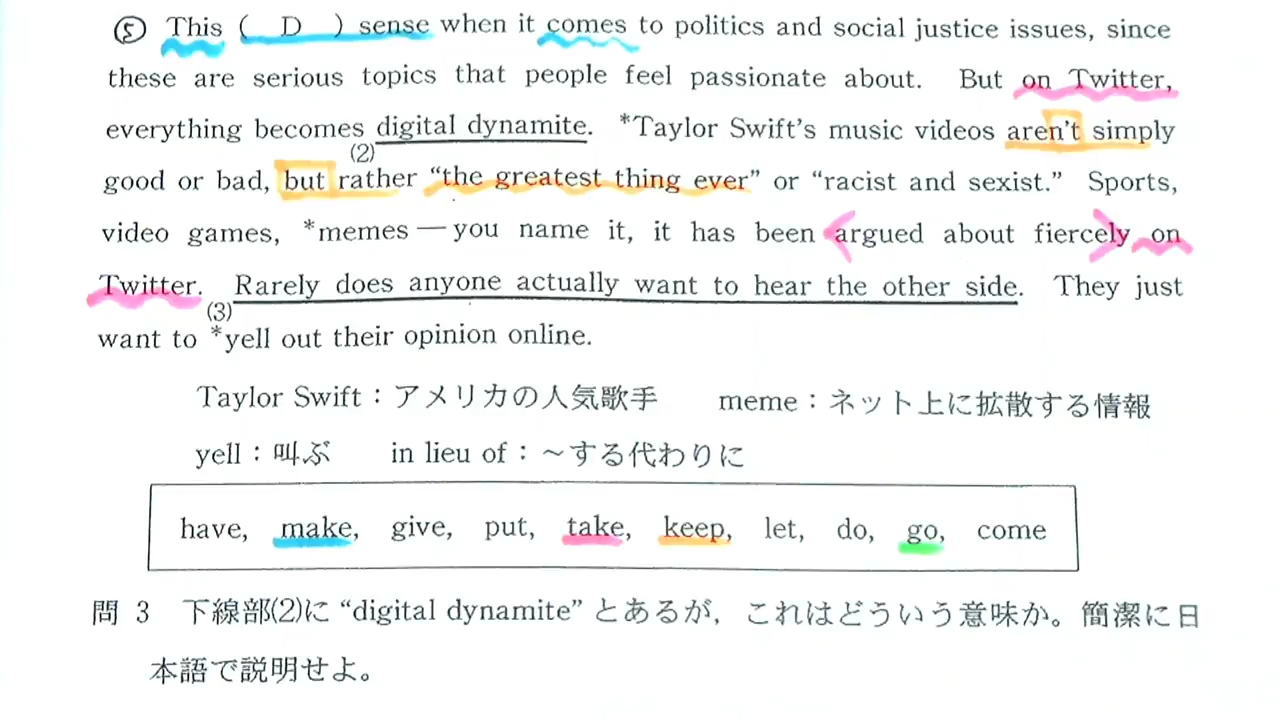 ⑤ This ( D ) sense when it comes to politics and social justice issues, since
these are serious topics that people feel passionate about. But on Twitter,
everything becomes digital dynamite. *Taylor Swift's music videos aren't simply
(2)
good or bad, but rather “the greatest thing ever” or “racist and sexist.” Sports,
video games, *memes—you name it, it has been argued about fiercely on
Twitter. Rarely does anyone actually want to hear the other side. They just
(3)
want to *yell out their opinion online.
Taylor Swift：アメリカの人気歌手 meme：ネット上に拡散する情報
yell：叫ぶ in lieu of：～する代わりに
have, make, give, put, take, keep, let, do, go, come
問 3 下線部(2)に “digital dynamite” とあるが，これはどういう意味か。簡潔に日
本語で説明せよ。